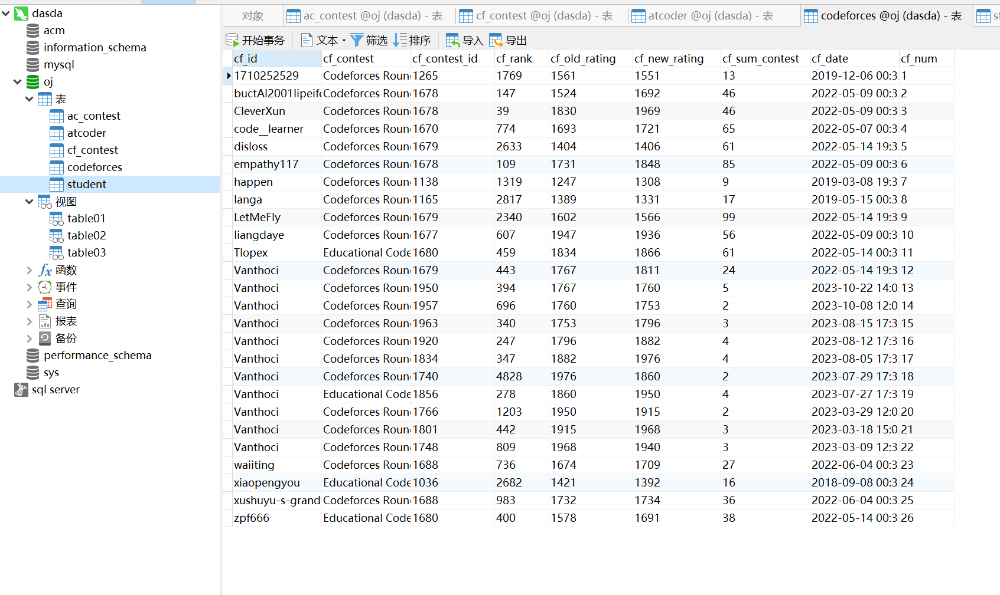 dasda
acm
information_schema
mysql
oj
表
ac_contest
atcoder
cf_contest
codeforces
student
视图
table01
table02
table03
fx 函数
事件
查询
报表
备份
performance_schema
sys
sql server
对象 ac_contest @oj (dasda) - 表 cf_contest @oj (dasda) - 表 atcoder @oj (dasda) - 表 codeforces @oj (dasda) - 表
开始事务 文本 筛选 排序 导入 导出
cf_id cf_contest cf_contest_id cf_rank cf_old_rating cf_new_rating cf_sum_contest cf_date cf_num
1710252529 Codeforces Roun 1265 1769 1561 1551 13 2019-12-06 00:3 1
buctAI2001lipeife Codeforces Roun 1678 147 1524 1692 46 2022-05-09 00:3 2
CleverXun Codeforces Roun 1678 39 1830 1969 46 2022-05-09 00:3 3
code__learner Codeforces Roun 1670 774 1693 1721 65 2022-05-07 00:3 4
disloss Codeforces Roun 1679 2633 1404 1406 61 2022-05-14 19:3 5
empathy117 Codeforces Roun 1678 109 1731 1848 85 2022-05-09 00:3 6
happen Codeforces Roun 1138 1319 1247 1308 9 2019-03-08 19:3 7
langa Codeforces Roun 1165 2817 1389 1331 17 2019-05-15 00:3 8
LetMeFly Codeforces Roun 1679 2340 1602 1566 99 2022-05-14 19:3 9
liangdaye Codeforces Roun 1677 607 1947 1936 56 2022-05-09 00:3 10
Tlopex Educational Code 1680 459 1834 1866 61 2022-05-14 00:3 11
Vanthoci Codeforces Roun 1679 443 1767 1811 24 2022-05-14 19:3 12
Vanthoci Codeforces Roun 1950 394 1767 1760 5 2023-10-22 14:0 13
Vanthoci Codeforces Roun 1957 696 1760 1753 2 2023-10-08 12:0 14
Vanthoci Codeforces Roun 1963 340 1753 1796 3 2023-08-15 17:3 15
Vanthoci Codeforces Roun 1920 247 1796 1882 4 2023-08-12 17:3 16
Vanthoci Codeforces Roun 1834 347 1882 1976 4 2023-08-05 17:3 17
Vanthoci Codeforces Roun 1740 4828 1976 1860 2 2023-07-29 17:3 18
Vanthoci Educational Code 1856 278 1860 1950 4 2023-07-27 17:3 19
Vanthoci Codeforces Roun 1766 1203 1950 1915 2 2023-03-29 12:0 20
Vanthoci Codeforces Roun 1801 442 1915 1968 3 2023-03-18 15:0 21
Vanthoci Codeforces Roun 1748 809 1968 1940 3 2023-03-09 12:3 22
waiiting Codeforces Roun 1688 736 1674 1709 27 2022-06-04 00:3 23
xiaopengyou Educational Code 1036 2682 1421 1392 16 2018-09-08 00:3 24
xushuyu-s-grand Codeforces Roun 1688 983 1732 1734 36 2022-06-04 00:3 25
zpf666 Educational Code 1680 400 1578 1691 38 2022-05-14 00:3 26